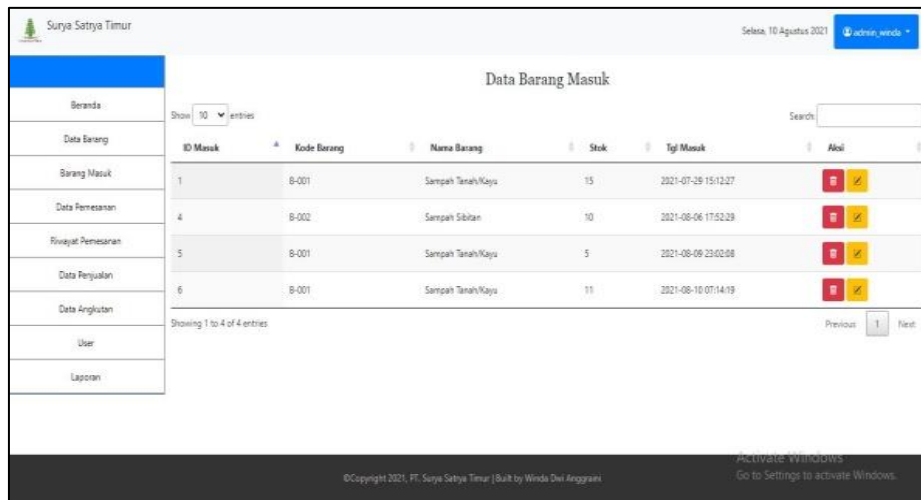 Surya Satrya Timur
Selasa, 10 Agustus 2021 admin_winda
Data Barang Masuk
Beranda
Data Barang
Barang Masuk
Data Pemesanan
Riwayat Pemesanan
Data Penjualan
Data Angkutan
User
Laporan
Show 10 entries
Search:
ID Masuk Kode Barang Nama Barang Stok Tgl Masuk Aksi
1 B-001 Sampah Tanah/Kayu 15 2021-07-29 15:12:27
4 B-002 Sampah Sibitan 10 2021-08-06 17:52:29
5 B-001 Sampah Tanah/Kayu 5 2021-08-09 23:02:08
6 B-001 Sampah Tanah/Kayu 11 2021-08-10 07:14:19
Showing 1 to 4 of 4 entries
Previous 1 Next
Activate Windows
Go to Settings to activate Windows.
©Copyright 2021, PT. Surya Satrya Timur | Built by Winda Dwi Anggraini